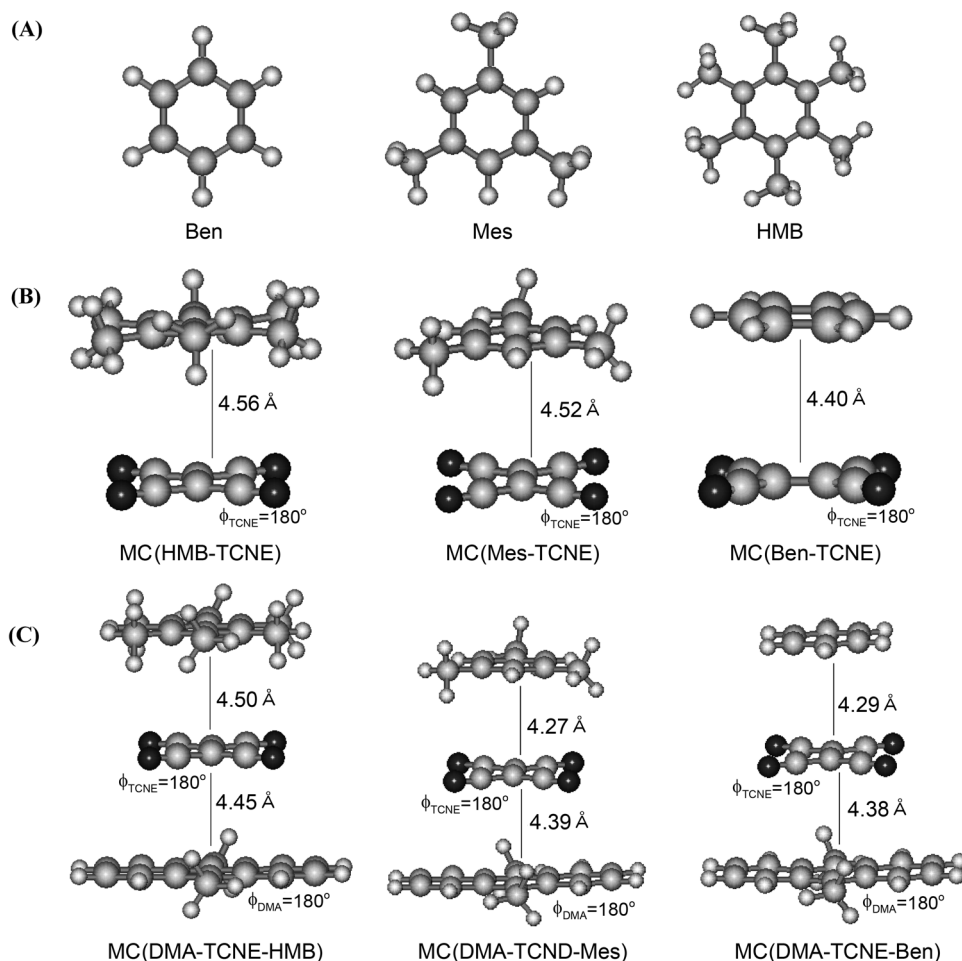 (A)
Ben Mes HMB
(B)
4.56 Å 4.52 Å 4.40 Å
ϕTCNE=180° ϕTCNE=180° ϕTCNE=180°
MC(HMB-TCNE) MC(Mes-TCNE) MC(Ben-TCNE)
(C)
4.50 Å 4.27 Å 4.29 Å
ϕTCNE=180° ϕTCNE=180° ϕTCNE=180°
4.45 Å 4.39 Å 4.38 Å
ϕDMA=180° ϕDMA=180° ϕDMA=180°
MC(DMA-TCNE-HMB) MC(DMA-TCND-Mes) MC(DMA-TCNE-Ben)